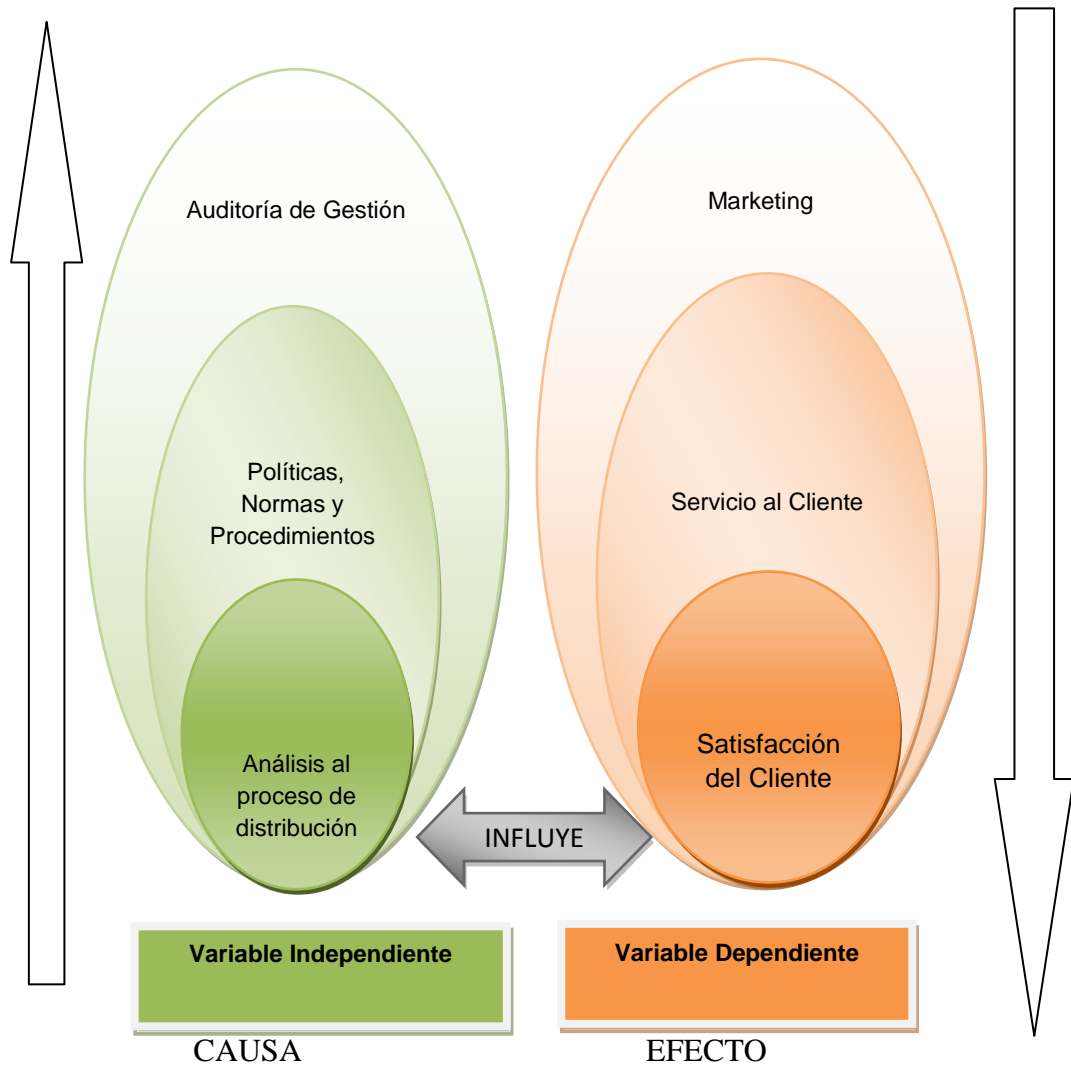 Auditoría de Gestión
Políticas,
Normas y
Procedimientos
Análisis al
proceso de
distribución
Marketing
Servicio al Cliente
Satisfacción
del Cliente
INFLUYE
Variable Independiente
Variable Dependiente
CAUSA
EFECTO